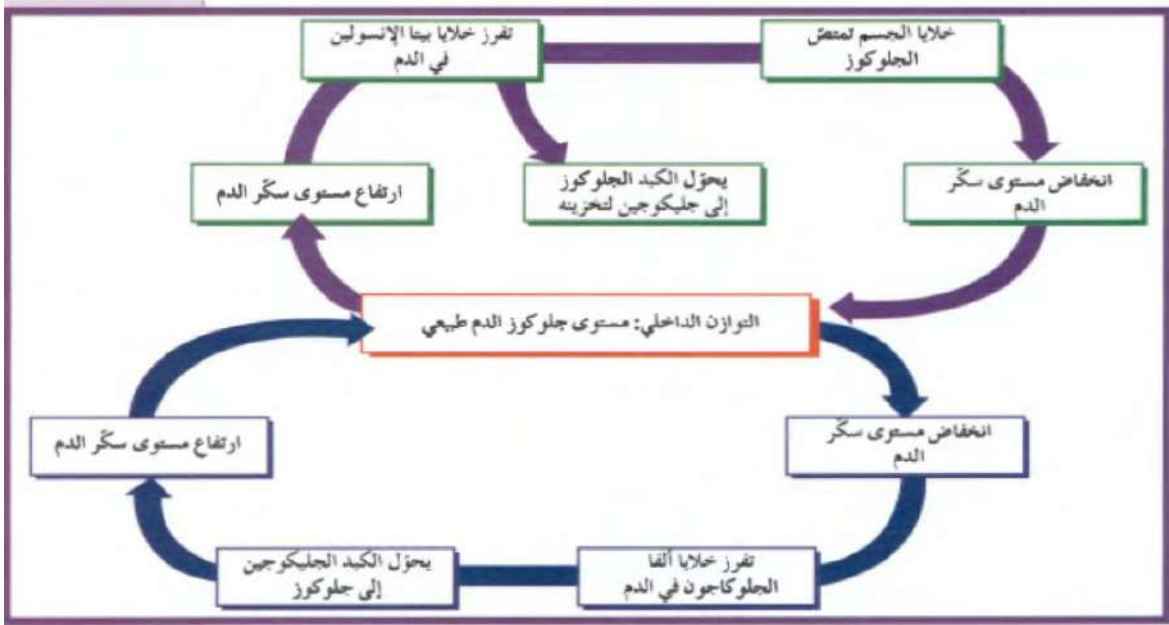 خلايا الجسم تمتص
الجلوكوز
تفرز خلايا بيتا الإنسولين
في الدم
انخفاض مستوى سكّر
الدم
يحوّل الكبد الجلوكوز
إلى جليكوجين لتخزينه
ارتفاع مستوى سكّر الدم
التوازن الداخلي: مستوى جلوكوز الدم طبيعي
انخفاض مستوى سكّر
الدم
ارتفاع مستوى سكّر الدم
تفرز خلايا ألفا
الجلوكاجون في الدم
يحوّل الكبد الجليكوجين
إلى جلوكوز